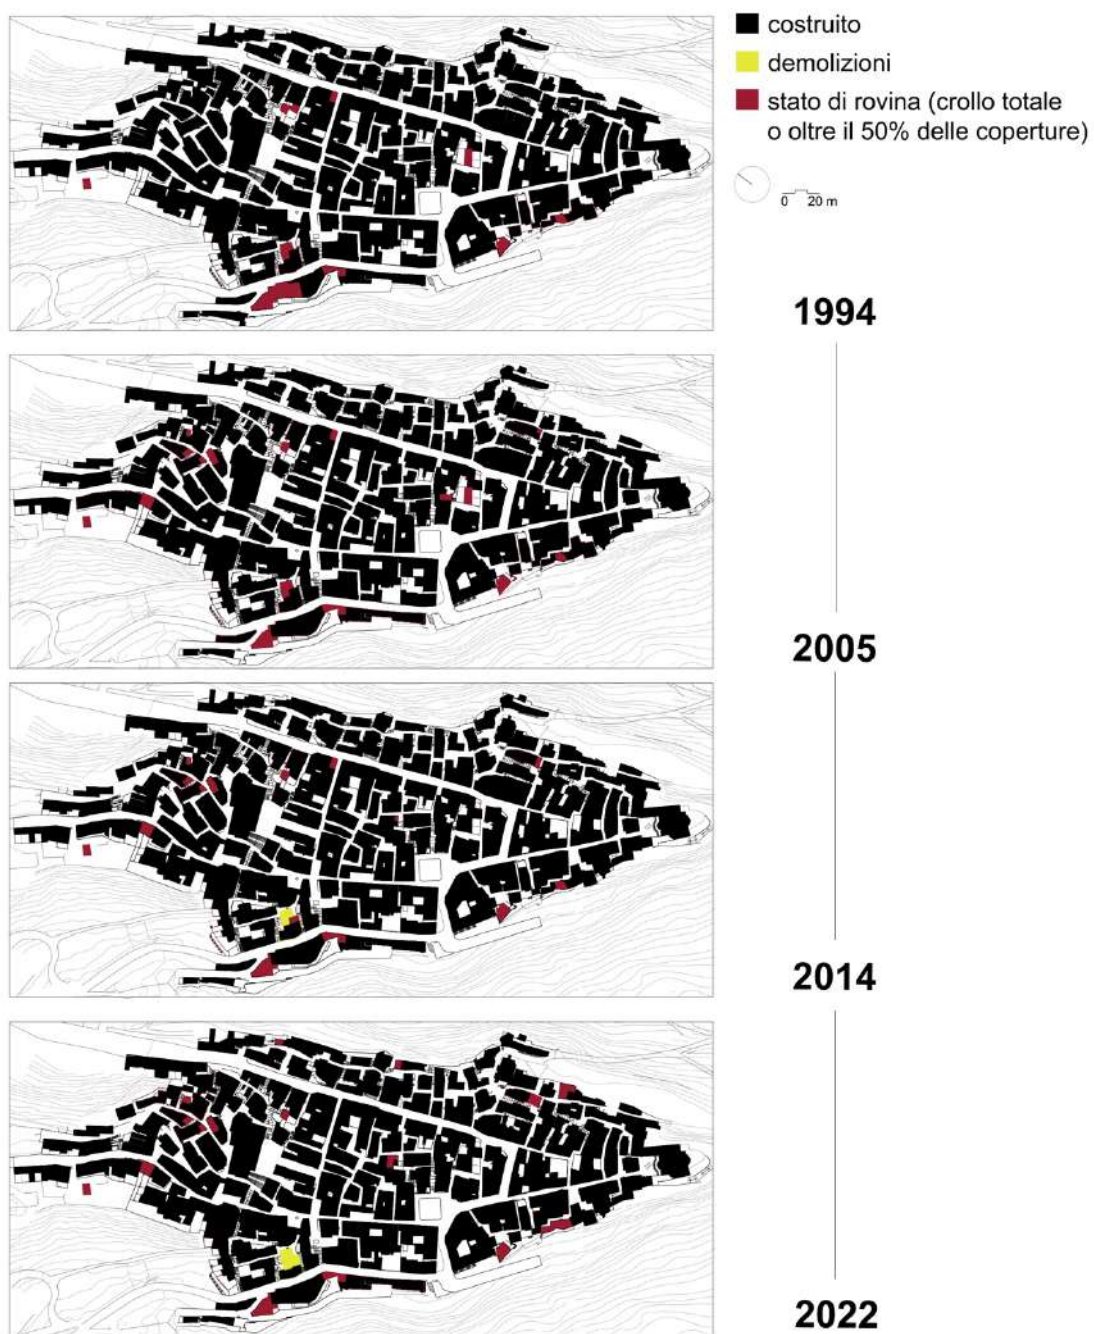 costruito
demolizioni
stato di rovina (crollo totale
o oltre il 50% delle coperture)
0 20 m
1994
2005
2014
2022